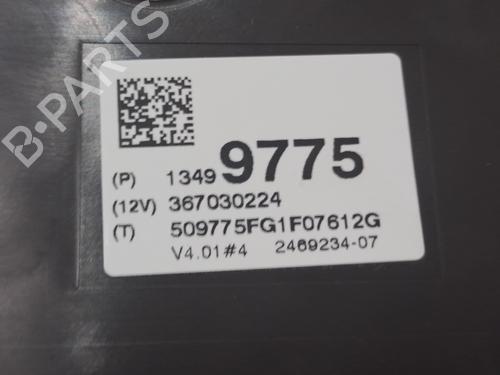 B-PARTS
(P) 1349 9775
(12V) 367030224
(T) 509775FG1F07612G
V4.01#4 2469234-07